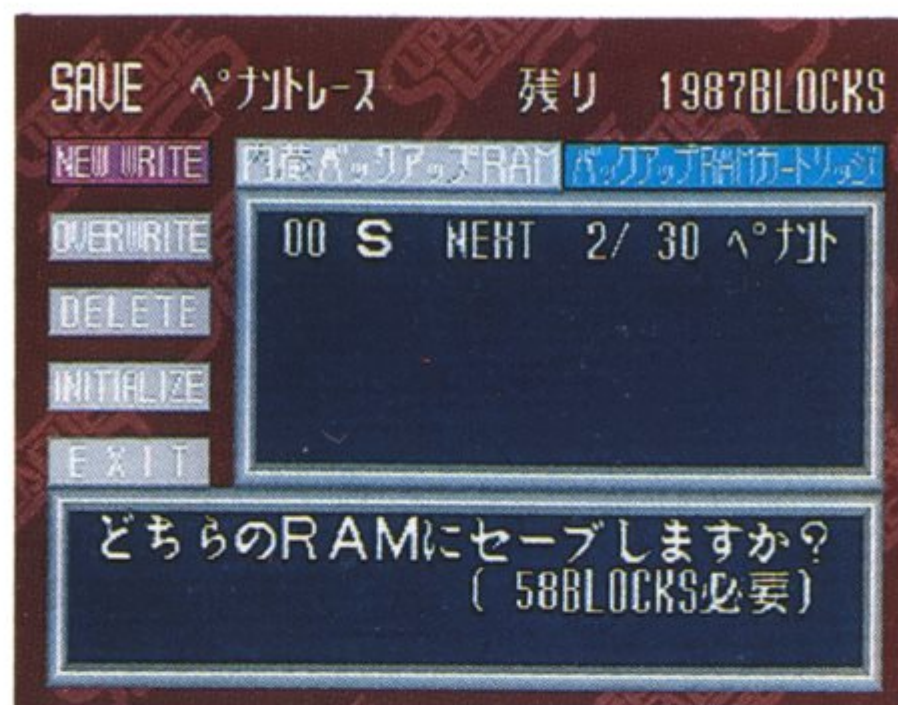 SAVE ペナントレース 残り 1987BLOCKS
NEW WRITE 内蔵バックアップRAM バックアップRAMカートリッジ
OVERWRITE 00 S NEXT 2/ 30 ペナント
DELETE
INITIALIZE
EXIT
どちらのRAMにセーブしますか?
( 58BLOCKS必要)